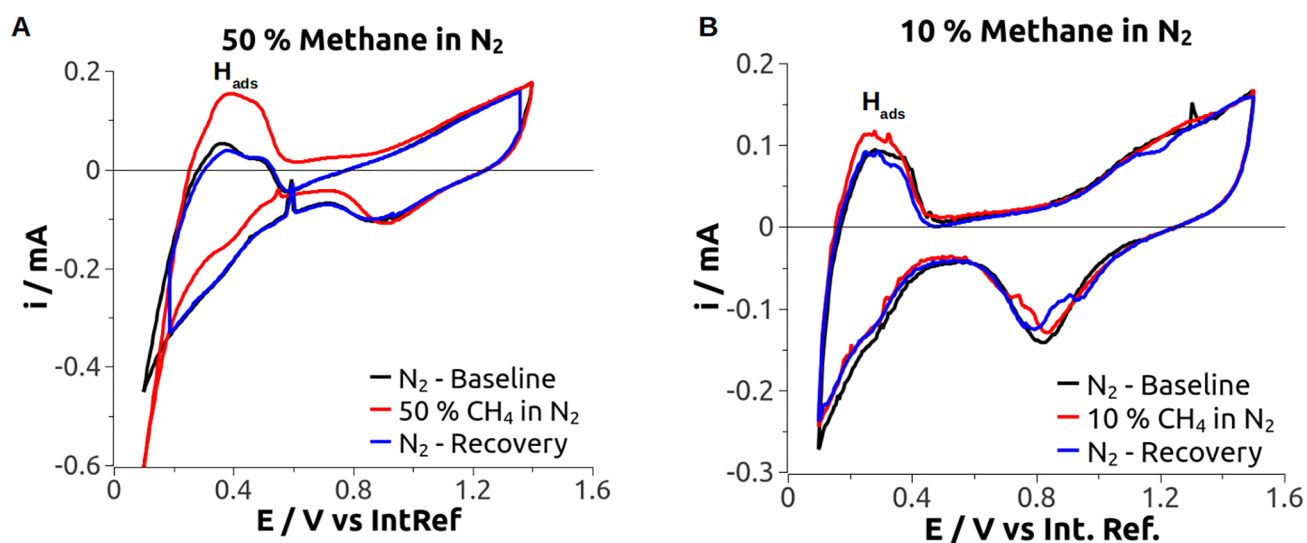 A
50 % Methane in N₂
H_ads
0.2
0
-0.2
-0.4
-0.6
i / mA
N₂ - Baseline
50 % CH₄ in N₂
N₂ - Recovery
0 0.4 0.8 1.2 1.6
E / V vs IntRef
B
10 % Methane in N₂
H_ads
0.2
0.1
0
-0.1
-0.2
-0.3
i / mA
N₂ - Baseline
10 % CH₄ in N₂
N₂ - Recovery
0 0.4 0.8 1.2 1.6
E / V vs Int. Ref.